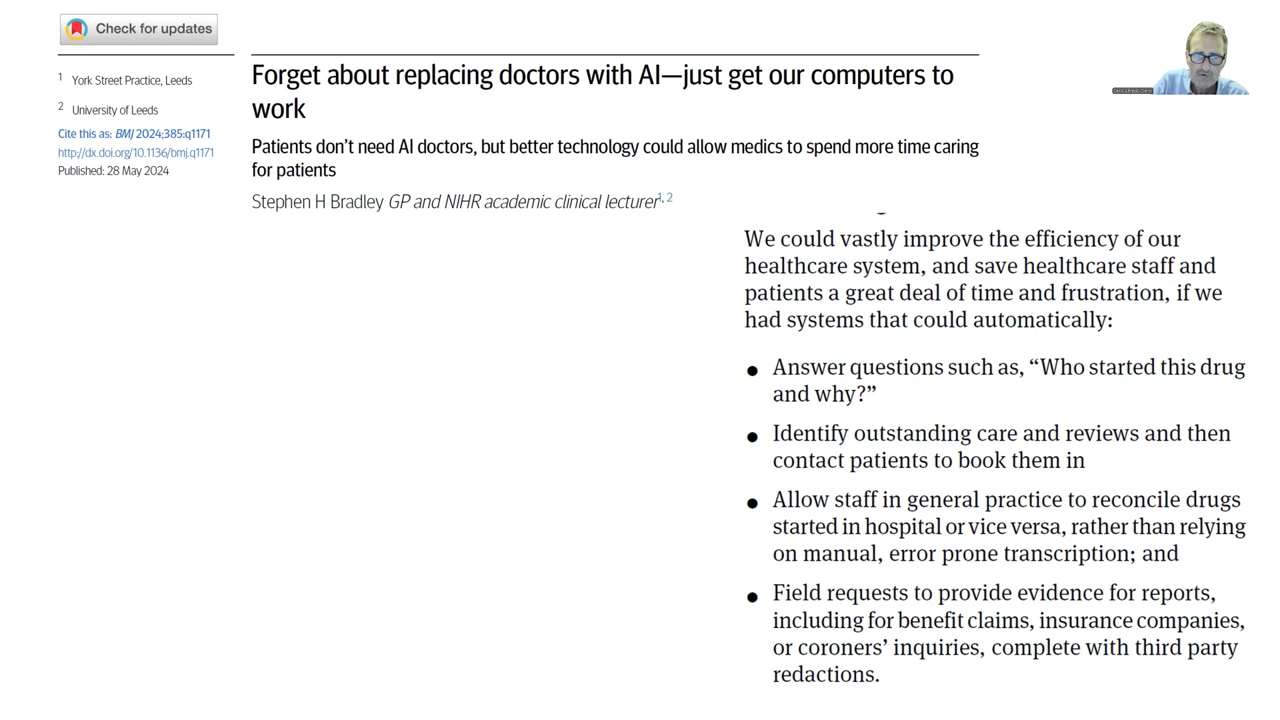 Check for updates
1 York Street Practice, Leeds
2 University of Leeds
Cite this as: BMJ 2024;385:q1171
http://dx.doi.org/10.1136/bmj.q1171
Published: 28 May 2024
Forget about replacing doctors with AI—just get our computers to
work
Patients don't need AI doctors, but better technology could allow medics to spend more time caring
for patients
Stephen H Bradley GP and NIHR academic clinical lecturer1, 2
We could vastly improve the efficiency of our
healthcare system, and save healthcare staff and
patients a great deal of time and frustration, if we
had systems that could automatically:
● Answer questions such as, “Who started this drug
and why?”
● Identify outstanding care and reviews and then
contact patients to book them in
● Allow staff in general practice to reconcile drugs
started in hospital or vice versa, rather than relying
on manual, error prone transcription; and
● Field requests to provide evidence for reports,
including for benefit claims, insurance companies,
or coroners’ inquiries, complete with third party
redactions.